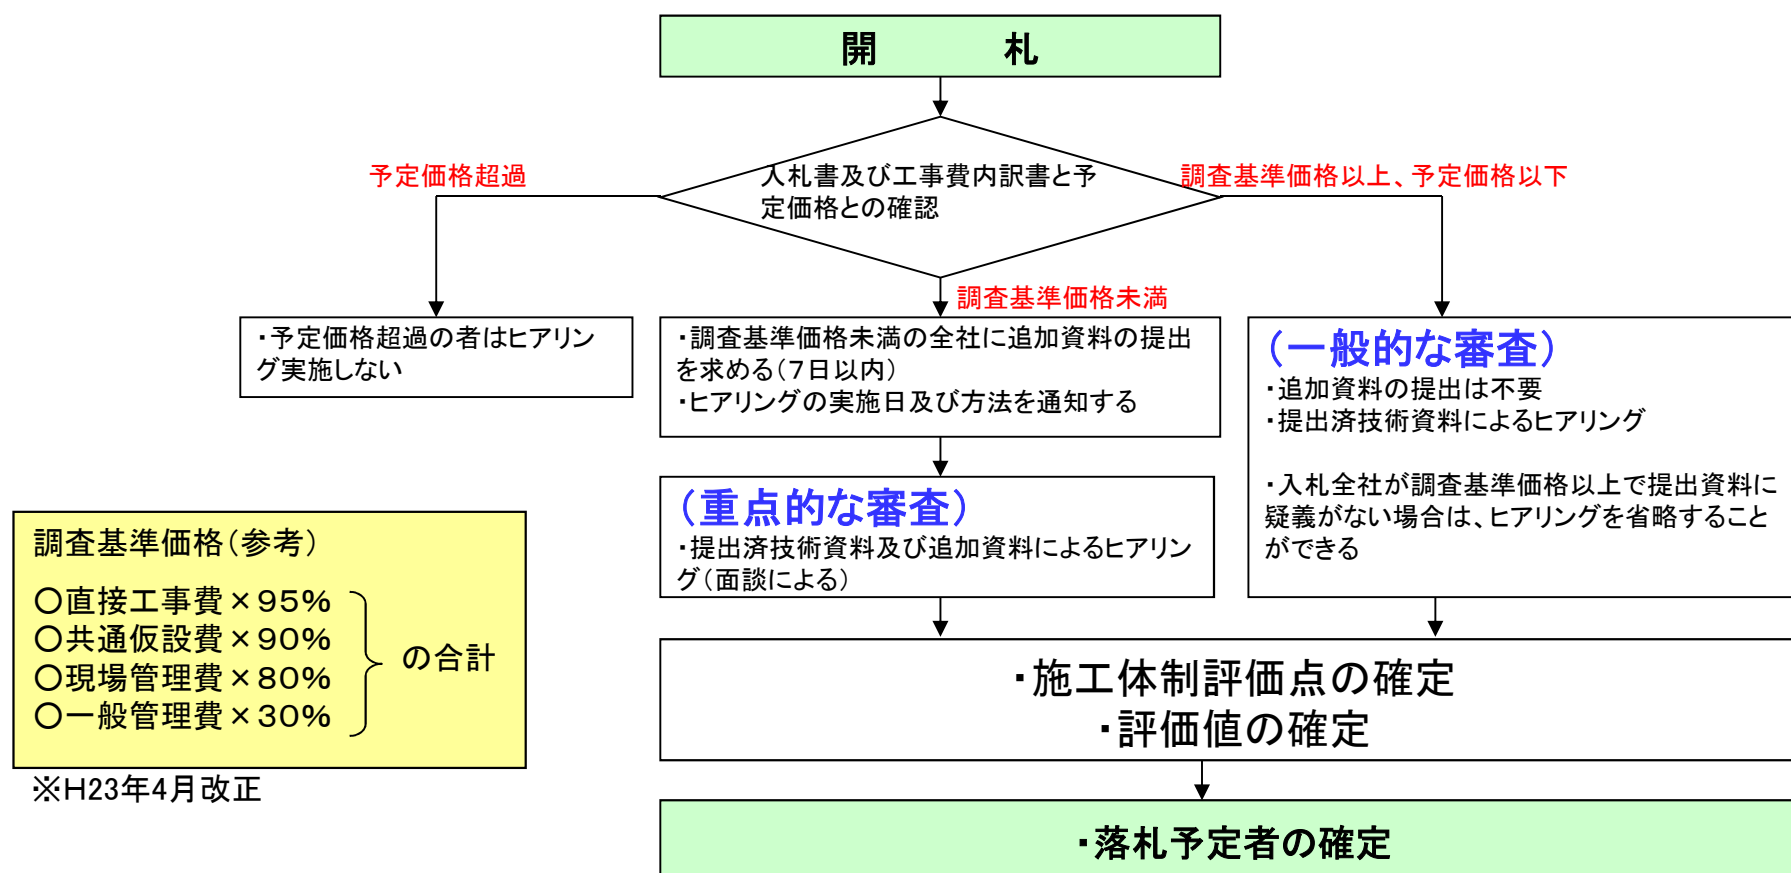 開　札
入札書及び工事費内訳書と予
定価格との確認
予定価格超過
調査基準価格以上、予定価格以下
調査基準価格未満
・予定価格超過の者はヒアリン
グ実施しない
・調査基準価格未満の全社に追加資料の提出
を求める（７日以内）
・ヒアリングの実施日及び方法を通知する
（一般的な審査）
・追加資料の提出は不要
・提出済技術資料によるヒアリング
・入札全社が調査基準価格以上で提出資料に
疑義がない場合は、ヒアリングを省略すること
ができる
（重点的な審査）
・提出済技術資料及び追加資料によるヒアリン
グ（面談による）
調査基準価格（参考）
○直接工事費×９５％
○共通仮設費×９０％
○現場管理費×８０％
○一般管理費×３０％
の合計
※H23年4月改正
・施工体制評価点の確定
・評価値の確定
・落札予定者の確定